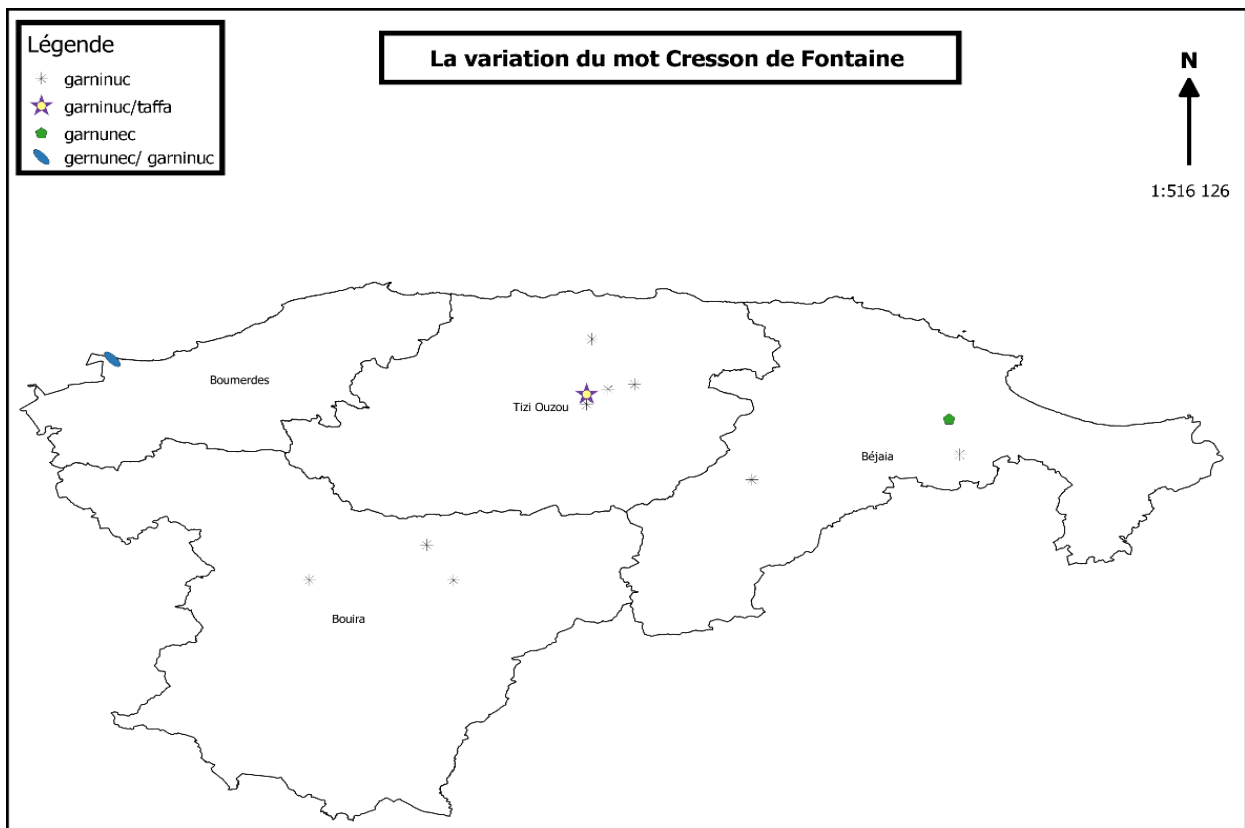 Légende
garninuc
garninuc/taffa
garnunec
gernunec/ garninuc
La variation du mot Cresson de Fontaine
N
1:516 126
Boumerdes
Tizi Ouzou
Béjaia
Bouira